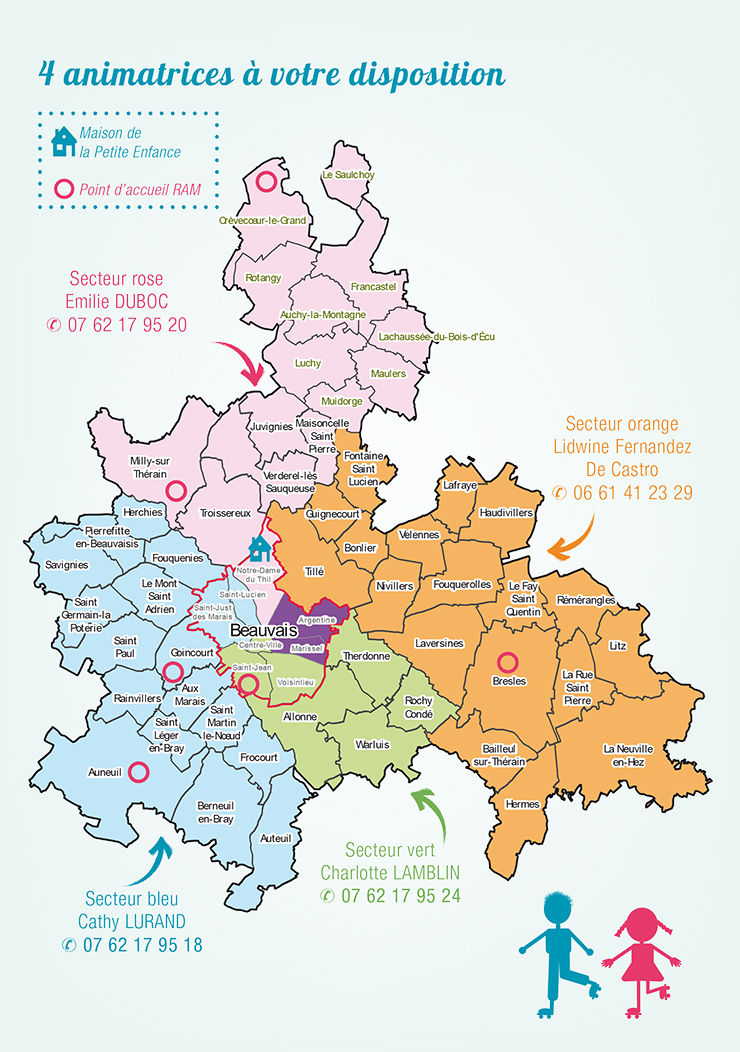 4 animatrices à votre disposition
Maison de
la Petite Enfance
Point d'accueil RAM
Le Saulchoy
Crèvecœur-le-Grand
Rotangy
Francastel
Auchy-la-Montagne
Lachaussée-du-Bois-d'Écu
Luchy
Maulers
Muidorge
Secteur rose
Emilie DUBOC
✆ 07 62 17 95 20
Juvignies
Maisoncelle
Saint
Pierre
Fontaine
Saint
Lucien
Secteur orange
Lidwine Fernandez
De Castro
✆ 06 61 41 23 29
Milly-sur
Thérain
Verderel-lès
Sauqueuse
Lafraye
Haudivillers
Herchies
Troissereux
Guignecourt
Velennes
Pierrefitte
en-Beauvaisis
Bonlier
Savignies
Fouquenies
Notre-Dame
du Thil
Tillé
Nivillers
Fouquerolles
Le Mont
Saint
Adrien
Saint-Lucien
Le Fay
Saint
Quentin
Rémérangles
Saint
Germain-la
Poterie
Saint-Just
des Marais
Argentine
Beauvais
Saint
Paul
Goincourt
Centre-Ville
Marissel
Therdonne
Laversines
Litz
Saint-Jean
Voisinlieu
Bresles
La Rue
Saint
Pierre
Rainvillers
Aux
Marais
Saint
Martin
le-Nœud
Allonne
Rochy
Condé
Saint
Léger
en-Bray
Warluis
Bailleul
sur-Thérain
La Neuville
en-Hez
Frocourt
Auneuil
Berneuil
en-Bray
Auteuil
Hermes
Secteur vert
Charlotte LAMBLIN
✆ 07 62 17 95 24
Secteur bleu
Cathy LURAND
✆ 07 62 17 95 18